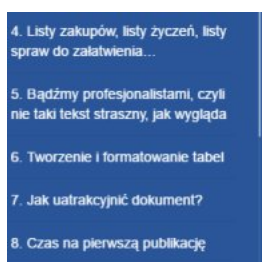 4. Listy zakupów, listy życzeń, listy
spraw do załatwienia...
5. Bądźmy profesjonalistami, czyli
nie taki tekst straszny, jak wygląda
6. Tworzenie i formatowanie tabel
7. Jak uatrakcyjnić dokument?
8. Czas na pierwszą publikację